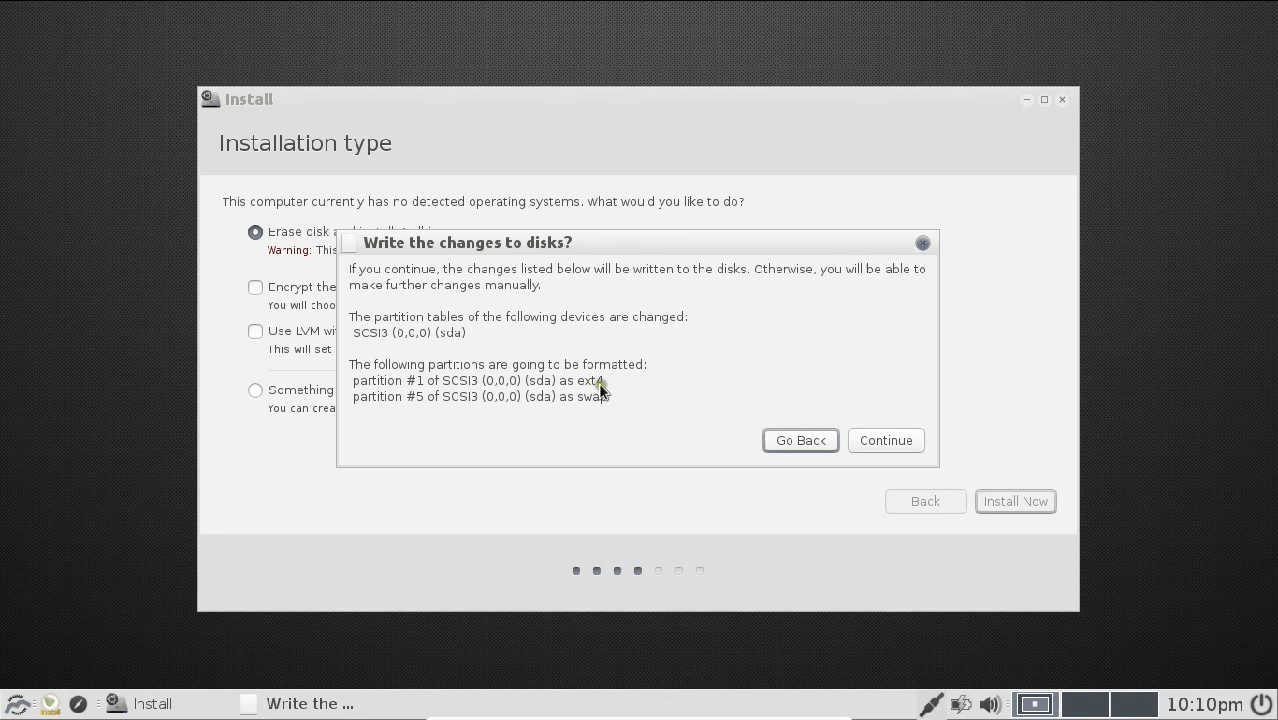 Install
Installation type
This computer currently has no detected operating systems. What would you like to do?
Erase disk
Warning: This
Encrypt the
You will choo
Use LVM wi
This will set
Something
You can crea
Write the changes to disks?
If you continue, the changes listed below will be written to the disks. Otherwise, you will be able to
make further changes manually.
The partition tables of the following devices are changed:
SCSI3 (0,0,0) (sda)
The following partitions are going to be formatted:
partition #1 of SCSI3 (0,0,0) (sda) as ext4
partition #5 of SCSI3 (0,0,0) (sda) as swap
Go Back
Continue
Back
Install Now
Install
Install
Write the ...
10:10pm